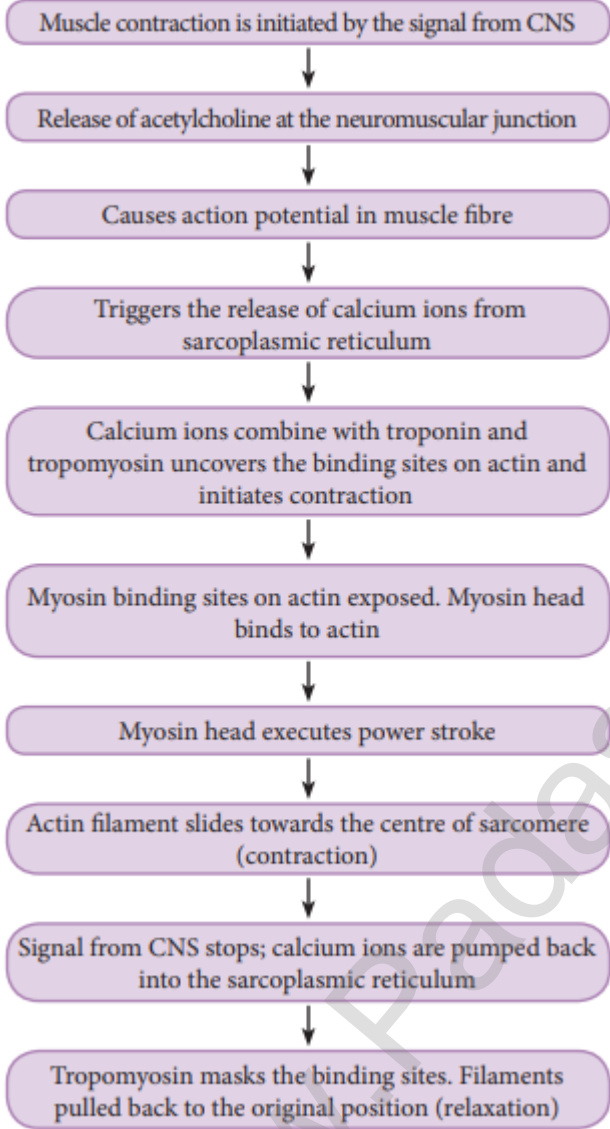 Muscle contraction is initiated by the signal from CNS
Release of acetylcholine at the neuromuscular junction
Causes action potential in muscle fibre
Triggers the release of calcium ions from
sarcoplasmic reticulum
Calcium ions combine with troponin and
tropomyosin uncovers the binding sites on actin and
initiates contraction
Myosin binding sites on actin exposed. Myosin head
binds to actin
Myosin head executes power stroke
Actin filament slides towards the centre of sarcomere
(contraction)
Signal from CNS stops; calcium ions are pumped back
into the sarcoplasmic reticulum
Tropomyosin masks the binding sites. Filaments
pulled back to the original position (relaxation)